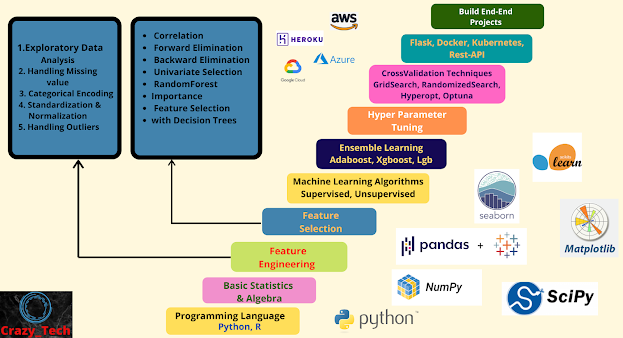 1.Exploratory Data
Analysis
2. Handling Missing
value
3. Categorical Encoding
4. Standardization &
Normalization
5. Handling Outliers
Correlation
Forward Elimination
Backward Elimination
Univariate Selection
RandomForest
Importance
Feature Selection
with Decision Trees
aws
HEROKU
Google Cloud
Azure
Build End-End
Projects
Flask, Docker, Kubernetes,
Rest-API
CrossValidation Techniques
GridSearch, RandomizedSearch,
Hyperopt, Optuna
Hyper Parameter
Tuning
Ensemble Learning
Adaboost, Xgboost, Lgb
Machine Learning Algorithms
Supervised, Unsupervised
Feature
Selection
Feature
Engineering
Basic Statistics
& Algebra
Programming Language
Python, R
learn
seaborn
Matplotlib
pandas +
NumPy
SciPy
python™
Crazy_Tech